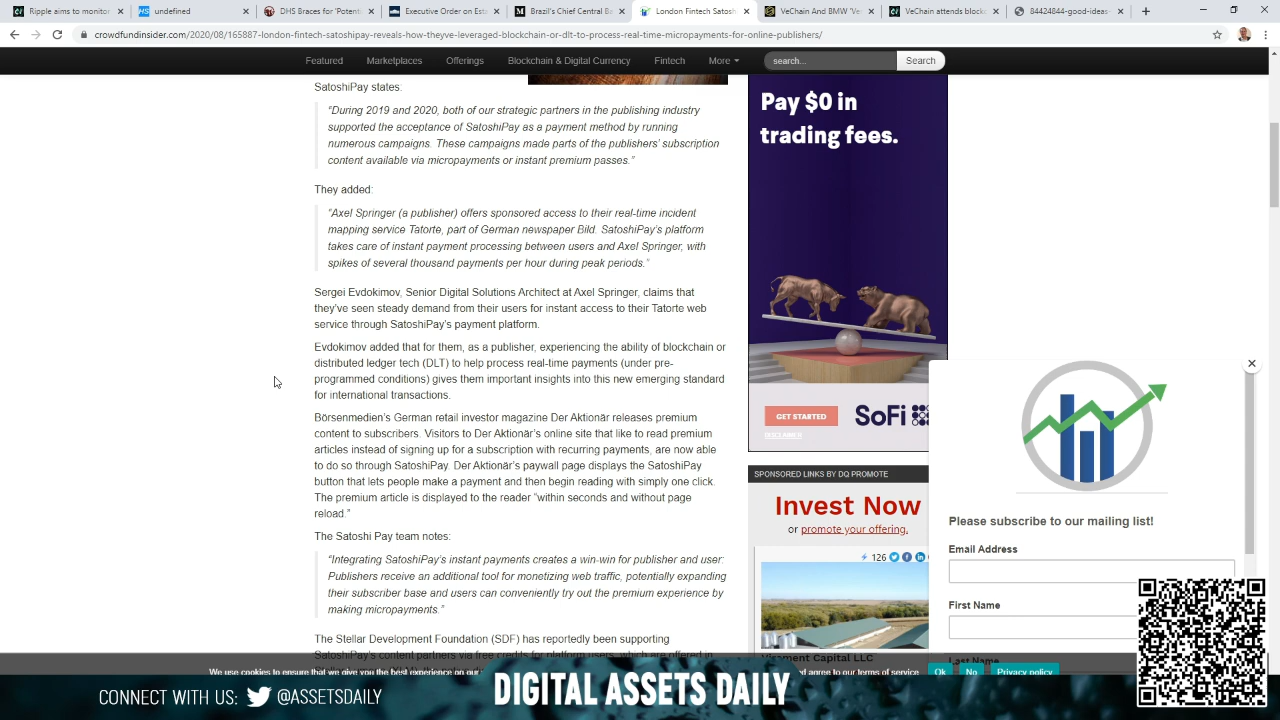 Ripple aims to monitor
undefined
DHS Braces for 'Potent
Executive Order on Est
Brazil's Chief Central Ba
London Fintech Satosh
VeChain And BMW 'Ve
VeChain attends block
84424844-good-ideas-
crowdfundinsider.com/2020/08/165887-london-fintech-satoshipay-reveals-how-theyve-leveraged-blockchain-or-dlt-to-process-real-time-micropayments-for-online-publishers/
Featured Marketplaces Offerings Blockchain & Digital Currency Fintech More search... Search
SatoshiPay states:
"During 2019 and 2020, both of our strategic partners in the publishing industry
supported the acceptance of SatoshiPay as a payment method by running
numerous campaigns. These campaigns made parts of the publishers' subscription
content available via micropayments or instant premium passes."
They added:
"Axel Springer (a publisher) offers sponsored access to their real-time incident
mapping service Tatorte, part of German newspaper Bild. SatoshiPay's platform
takes care of instant payment processing between users and Axel Springer, with
spikes of several thousand payments per hour during peak periods."
Sergei Evdokimov, Senior Digital Solutions Architect at Axel Springer, claims that
they've seen steady demand from their users for instant access to their Tatorte web
service through SatoshiPay's payment platform.
Evdokimov added that for them, as a publisher, experiencing the ability of blockchain or
distributed ledger tech (DLT) to help process real-time payments (under pre-
programmed conditions) gives them important insights into this new emerging standard
for international transactions.
Börsenmedien's German retail investor magazine Der Aktionär releases premium
content to subscribers. Visitors to Der Aktionär's online site that like to read premium
articles instead of signing up for a subscription with recurring payments, are now able
to do so through SatoshiPay. Der Aktionär's paywall page displays the SatoshiPay
button that lets people make a payment and then begin reading with simply one click.
The premium article is displayed to the reader "within seconds and without page
reload."
The Satoshi Pay team notes:
"Integrating SatoshiPay's instant payments creates a win-win for publisher and user:
Publishers receive an additional tool for monetizing web traffic, potentially expanding
their subscriber base and users can conveniently try out the premium experience by
making micropayments."
The Stellar Development Foundation (SDF) has reportedly been supporting
SatoshiPay's content partners via free credits for platform users, which are offered in
Pay $0 in
trading fees.
GET STARTED
SoFi
DISCLAIMER
SPONSORED LINKS BY DQ PROMOTE
Invest Now
or promote your offering.
126
Virament Capital LLC
Please subscribe to our mailing list!
Email Address
First Name
Last Name
We use cookies to ensure that we give you the best experience on our
agree to our terms of service
Ok
No
Privacy policy
CONNECT WITH US: @ASSETSDAILY
DIGITAL ASSETS DAILY